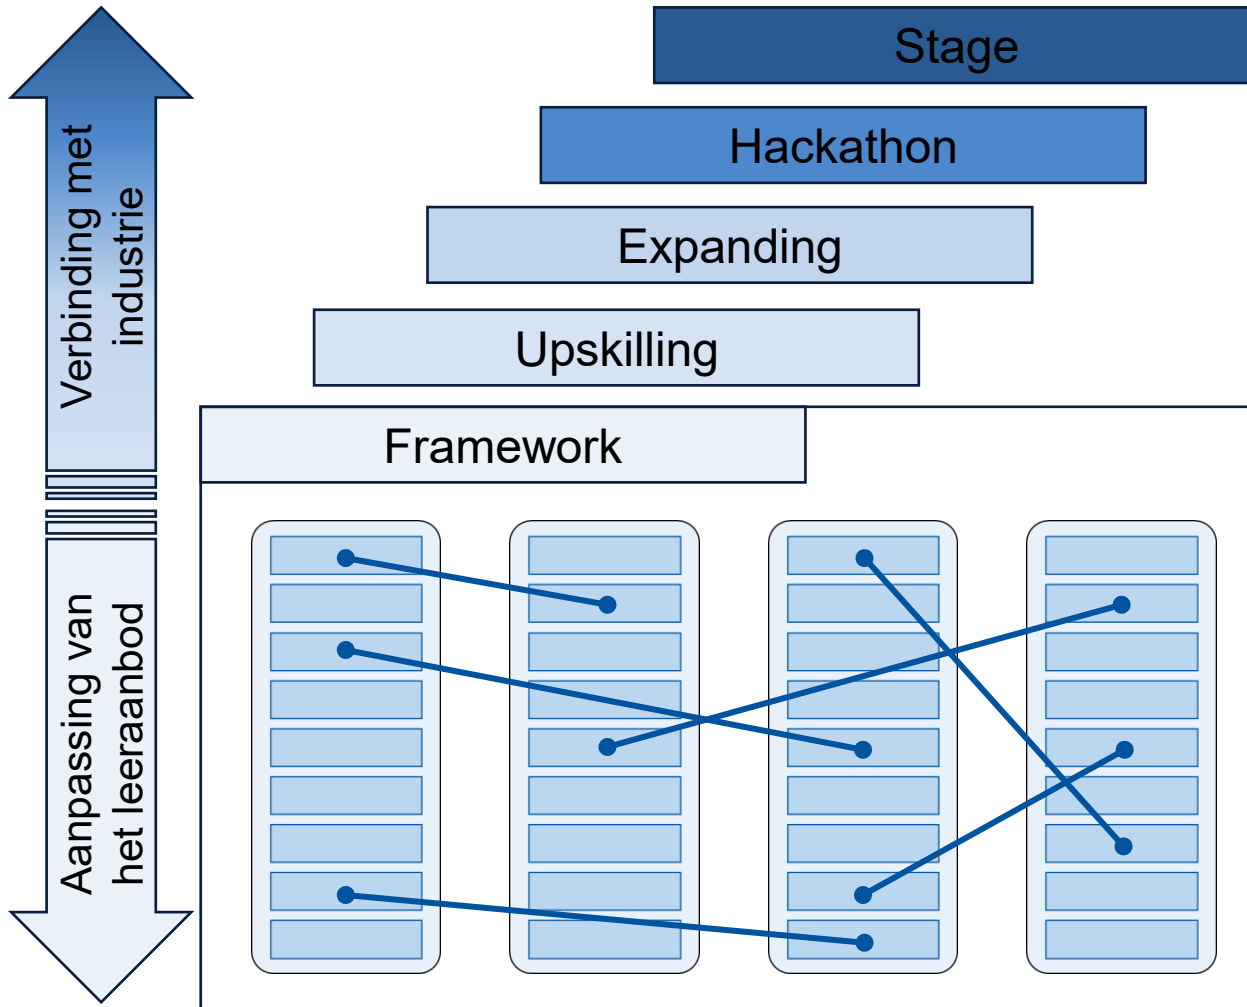 Stage
Hackathon
Expanding
Upskilling
Framework
Verbinding met
industrie
Aanpassing van
het leeraanbod